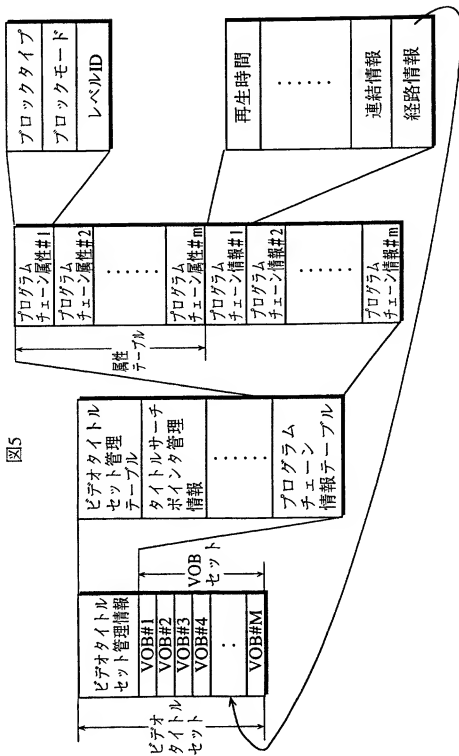 図5
ビデオ
タイトル
セット
ビデオタイトル
セット管理情報
VOB#1
VOB#2
VOB#3
VOB#4
VOB#M
VOB
セット
ビデオタイトル
セット管理
テーブル
タイトルサーチ
ポインタ管理
情報
……
プログラム
チェーン
情報テーブル
属性
テーブル
プログラム
チェーン属性#1
プログラム
チェーン属性#2
……
プログラム
チェーン属性#m
プログラム
チェーン情報#1
プログラム
チェーン情報#2
……
プログラム
チェーン情報#m
ブロックタイプ
ブロックモード
レベルID
再生時間
……
連結情報
経路情報